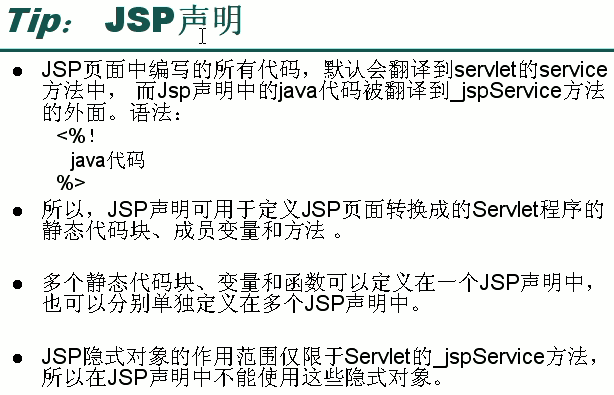 Tip： JSP声明
JSP页面中编写的所有代码，默认会翻译到servlet的service
方法中， 而Jsp声明中的java代码被翻译到_jspService方法
的外面。语法：
<%！
java代码
%>
所以，JSP声明可用于定义JSP页面转换成的Servlet程序的
静态代码块、成员变量和方法 。
多个静态代码块、变量和函数可以定义在一个JSP声明中，
也可以分别单独定义在多个JSP声明中。
JSP隐式对象的作用范围仅限于Servlet的_jspService方法，
所以在JSP声明中不能使用这些隐式对象。